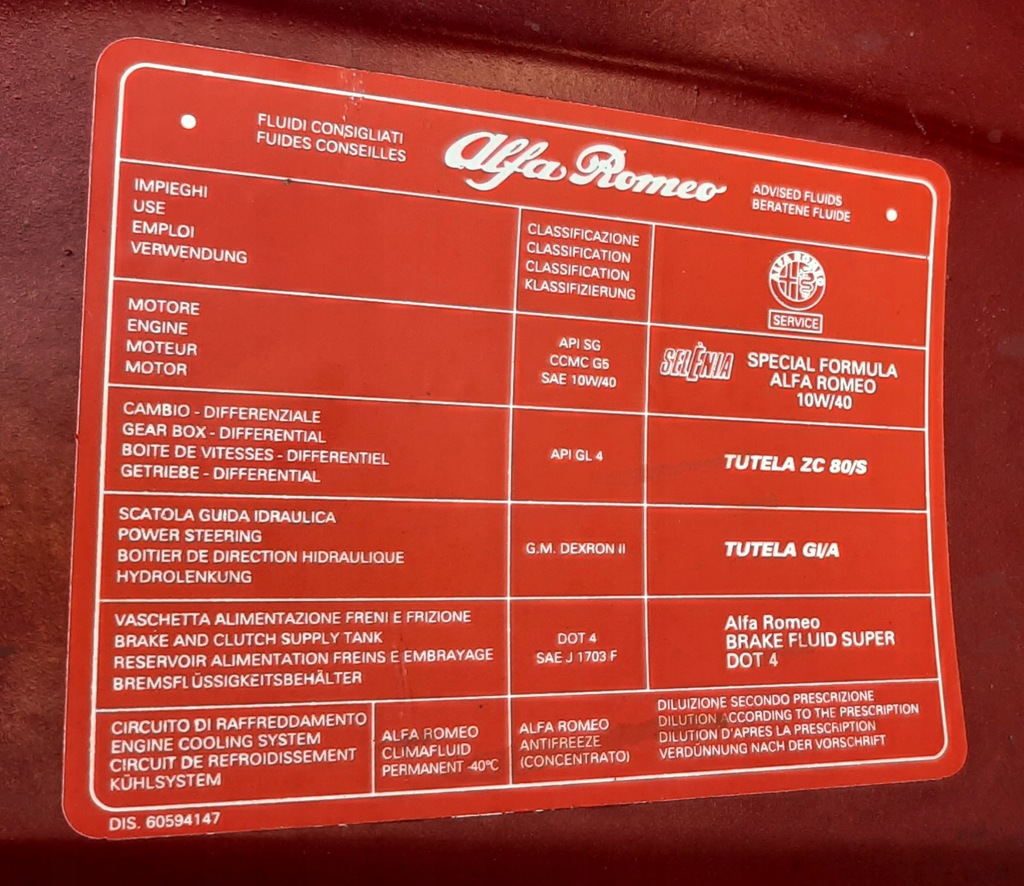 FLUIDI CONSIGLIATI
FUIDES CONSEILLES
Alfa Romeo
ADVISED FLUIDS
BERATENE FLUIDE
IMPIEGHI
USE
EMPLOI
VERWENDUNG
CLASSIFICAZIONE
CLASSIFICATION
CLASSIFICATION
KLASSIFIZIERUNG
ALFA ROMEO
SERVICE
MOTORE
ENGINE
MOTEUR
MOTOR
API SG
CCMC G5
SAE 10W/40
SELÈNIA
SPECIAL FORMULA
ALFA ROMEO
10W/40
CAMBIO - DIFFERENZIALE
GEAR BOX - DIFFERENTIAL
BOITE DE VITESSES - DIFFERENTIEL
GETRIEBE - DIFFERENTIAL
API GL 4
TUTELA ZC 80/S
SCATOLA GUIDA IDRAULICA
POWER STEERING
BOITIER DE DIRECTION HIDRAULIQUE
HYDROLENKUNG
G.M. DEXRON II
TUTELA GI/A
VASCHETTA ALIMENTAZIONE FRENI E FRIZIONE
BRAKE AND CLUTCH SUPPLY TANK
RESERVOIR ALIMENTATION FREINS E EMBRAYAGE
BREMSFLÜSSIGKEITSBEHÄLTER
DOT 4
SAE J 1703 F
Alfa Romeo
BRAKE FLUID SUPER
DOT 4
CIRCUITO DI RAFFREDDAMENTO
ENGINE COOLING SYSTEM
CIRCUIT DE REFROIDISSEMENT
KÜHLSYSTEM
ALFA ROMEO
CLIMAFLUID
PERMANENT -40°C
ALFA ROMEO
ANTIFREEZE
(CONCENTRATO)
DILUIZIONE SECONDO PRESCRIZIONE
DILUTION ACCORDING TO THE PRESCRIPTION
DILUTION D'APRES LA PRESCRIPTION
VERDÜNNUNG NACH DER VORSCHRIFT
DIS. 60594147